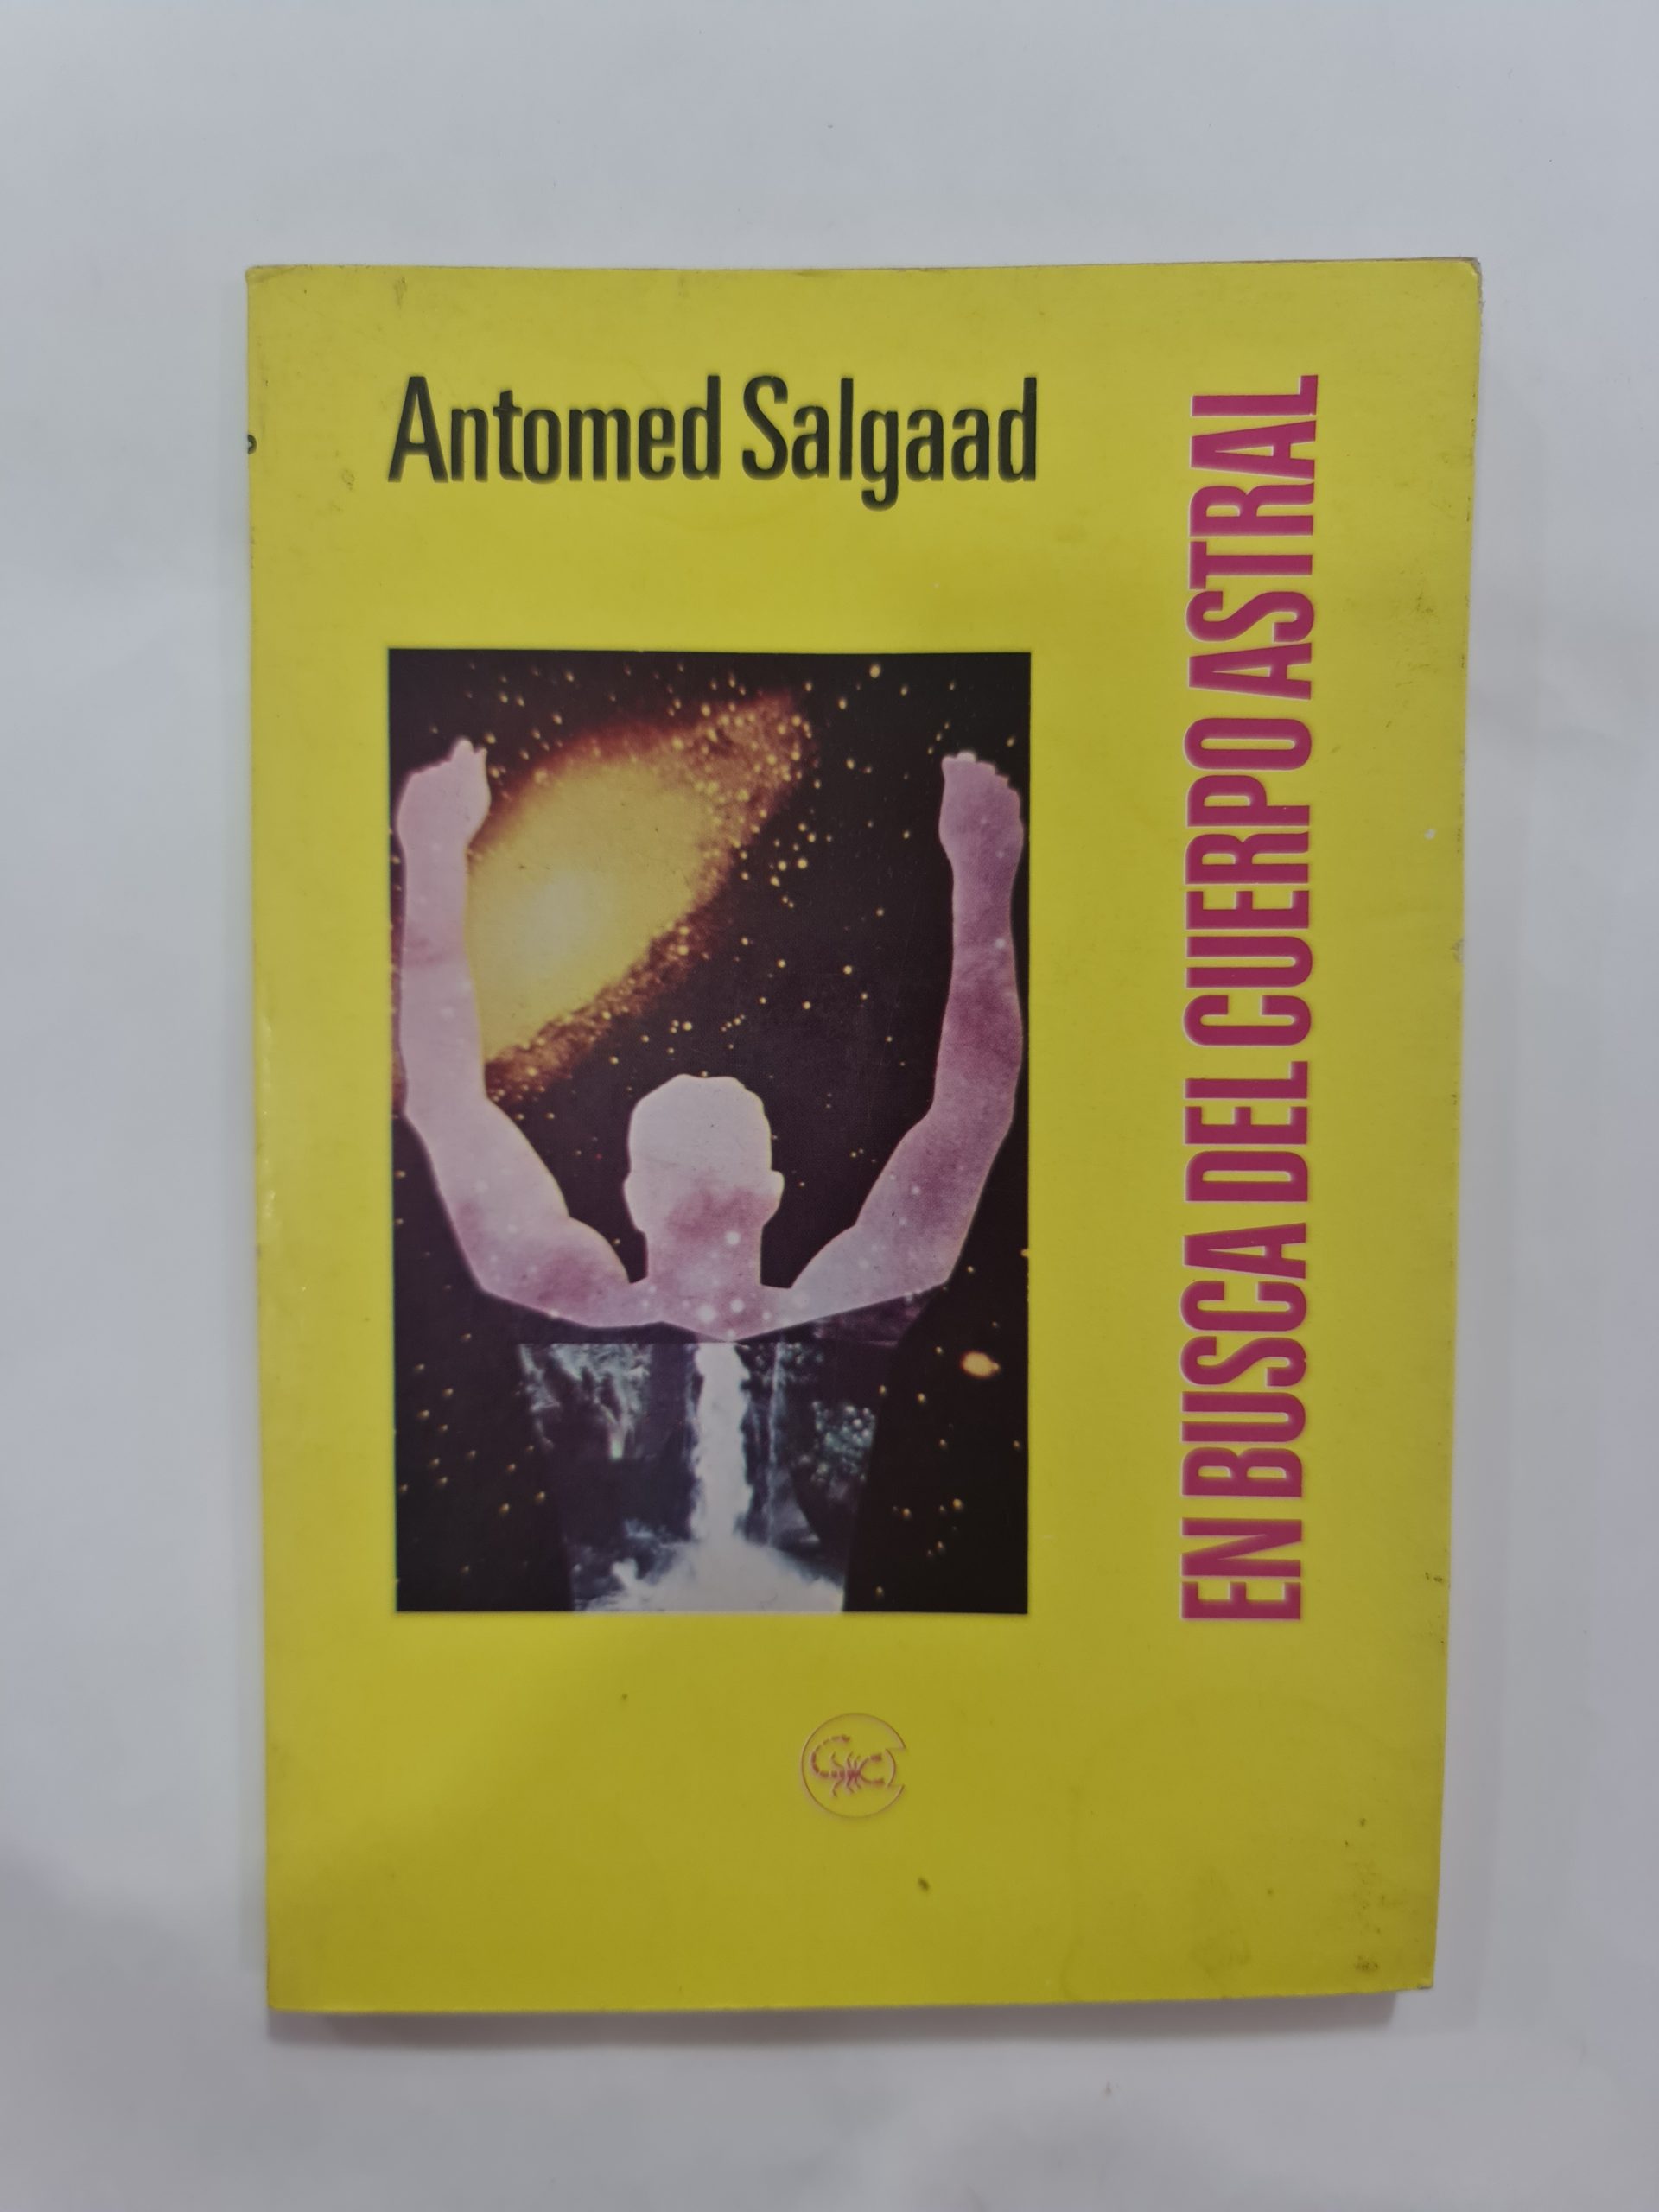 Antomed Salgaad
EN BUSCA DEL CUERPO ASTRAL